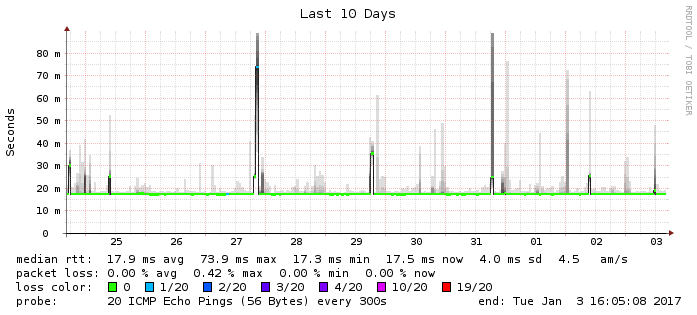 Last 10 Days
RRDTOOL / TOBI OETIKER
Seconds
80 m
70 m
60 m
50 m
40 m
30 m
20 m
10 m
0
25 26 27 28 29 30 31 01 02 03
median rtt: 17.9 ms avg 73.9 ms max 17.3 ms min 17.5 ms now 4.0 ms sd 4.5 am/s
packet loss: 0.00 % avg 0.42 % max 0.00 % min 0.00 % now
loss color: 0 1/20 2/20 3/20 4/20 10/20 19/20
probe: 20 ICMP Echo Pings (56 Bytes) every 300s end: Tue Jan 3 16:05:08 2017